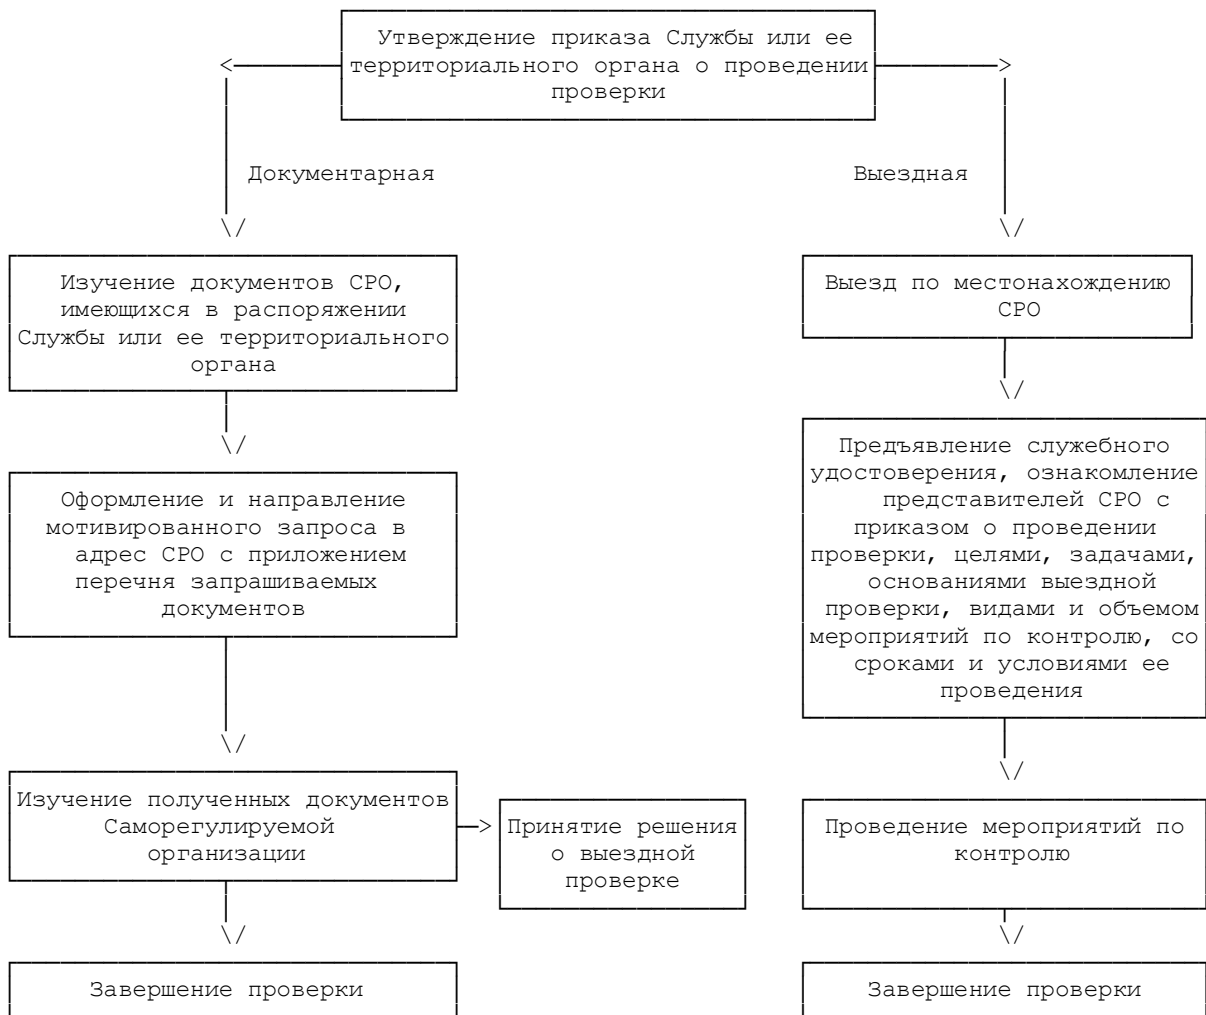 Утверждение приказа Службы или ее
территориального органа о проведении
проверки
Документарная
Выездная
Изучение документов СРО,
имеющихся в распоряжении
Службы или ее территориального
органа
Выезд по местонахождению
СРО
Оформление и направление
мотивированного запроса в
адрес СРО с приложением
перечня запрашиваемых
документов
Предъявление служебного
удостоверения, ознакомление
представителей СРО с
приказом о проведении
проверки, целями, задачами,
основаниями выездной
проверки, видами и объемом
мероприятий по контролю, со
сроками и условиями ее
проведения
Изучение полученных документов
Саморегулируемой
организации
Принятие решения
о выездной
проверке
Проведение мероприятий по
контролю
Завершение проверки
Завершение проверки